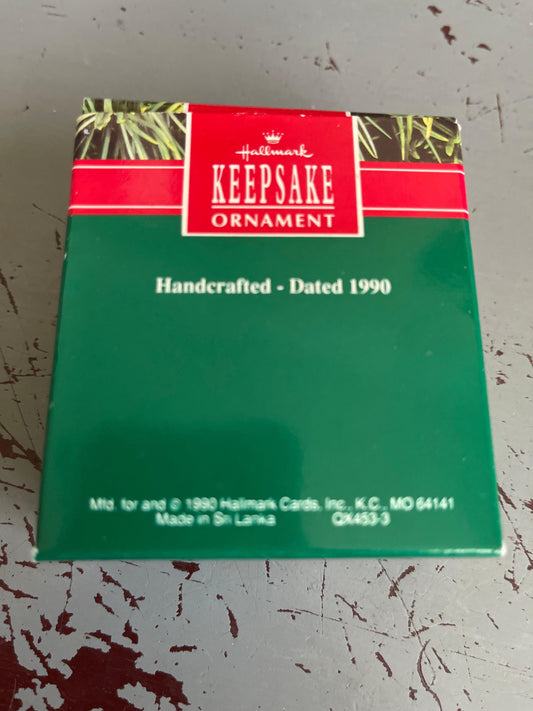 Hallmark
KEEPSAKE
ORNAMENT
Handcrafted - Dated 1990
Mfd. for and © 1990 Hallmark Cards, Inc., K.C., MO 64141
Made in Sri Lanka QX453-3